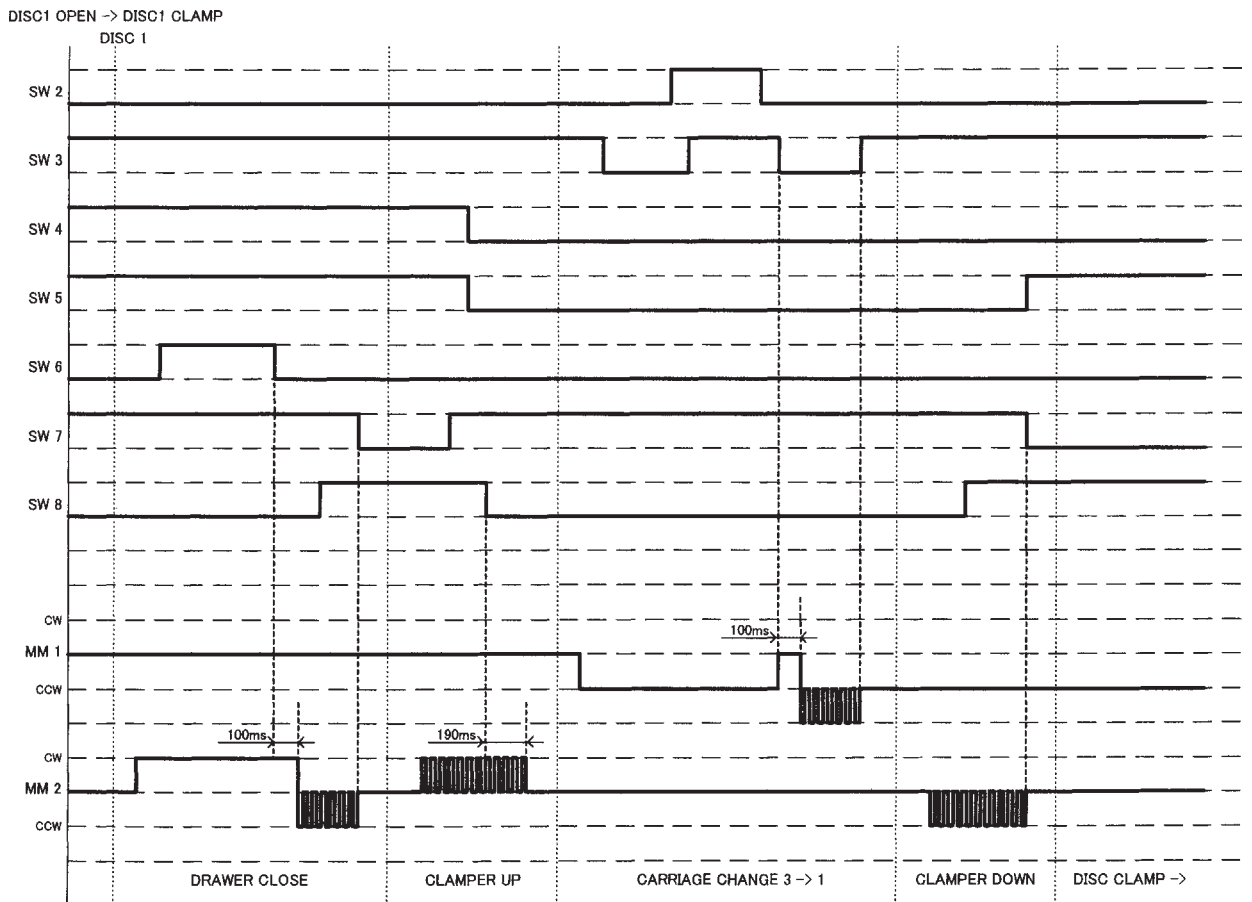 DISC1 OPEN -> DISC1 CLAMP
DISC 1
SW 2
SW 3
SW 4
SW 5
SW 6
SW 7
SW 8
CW
100ms
MM 1
CCW
100ms
190ms
CW
MM 2
CCW
DRAWER CLOSE
CLAMPER UP
CARRIAGE CHANGE 3 -> 1
CLAMPER DOWN
DISC CLAMP ->